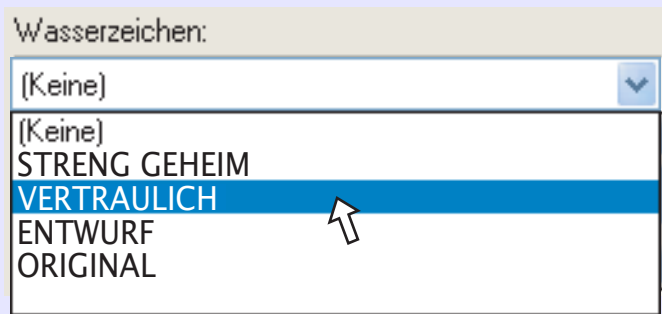 Wasserzeichen:
(Keine)
(Keine)
STRENG GEHEIM
VERTRAULICH
ENTWURF
ORIGINAL